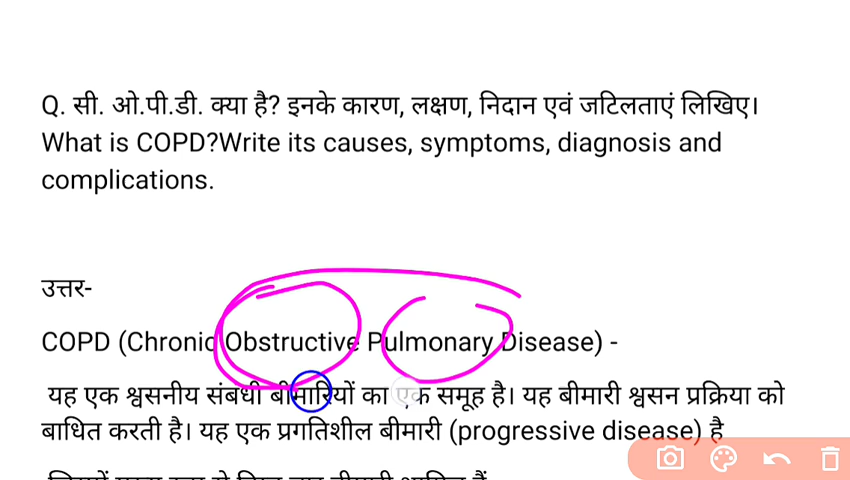 Q. सी. ओ.पी.डी. क्या है? इनके कारण, लक्षण, निदान एवं जटिलताएं लिखिए।
What is COPD?Write its causes, symptoms, diagnosis and
complications.
उत्तर-
COPD (Chronic Obstructive Pulmonary Disease) -
यह एक श्वसनीय संबंधी बीमारियों का एक समूह है। यह बीमारी श्वसन प्रक्रिया को
बाधित करती है। यह एक प्रगतिशील बीमारी (progressive disease) है